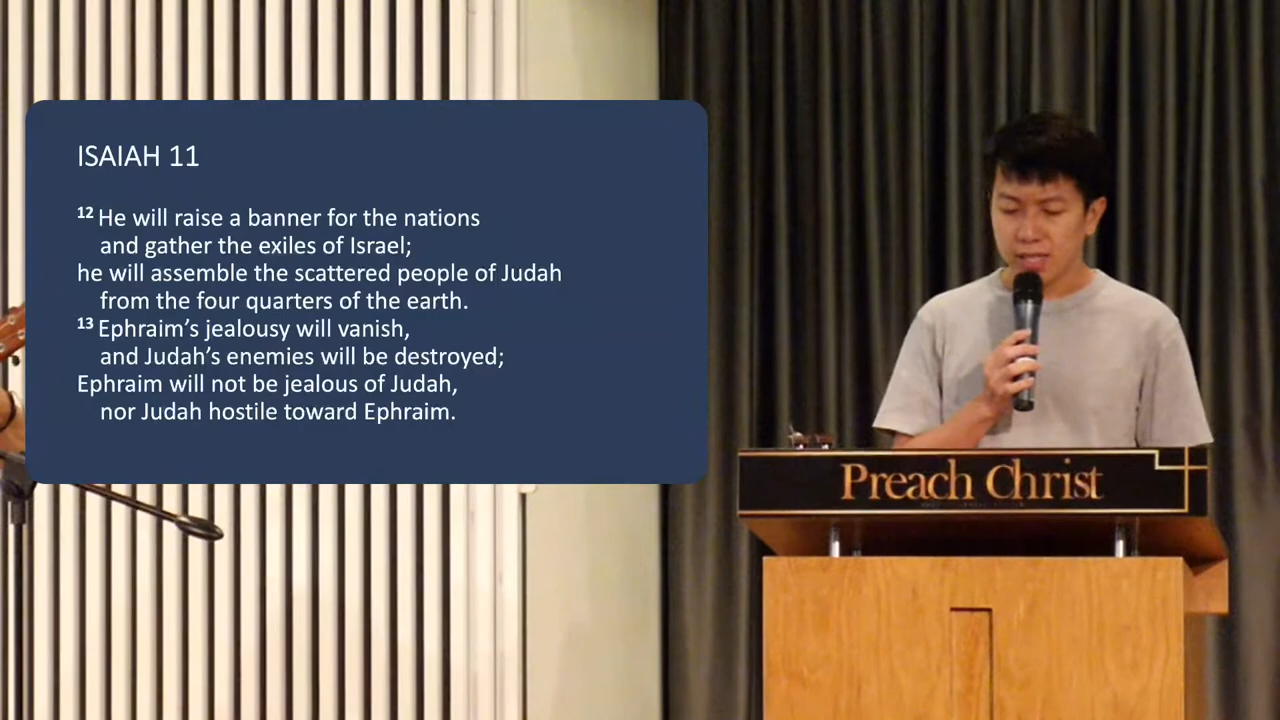 ISAIAH 11
12 He will raise a banner for the nations
and gather the exiles of Israel;
he will assemble the scattered people of Judah
from the four quarters of the earth.
13 Ephraim’s jealousy will vanish,
and Judah’s enemies will be destroyed;
Ephraim will not be jealous of Judah,
nor Judah hostile toward Ephraim.
Preach Christ